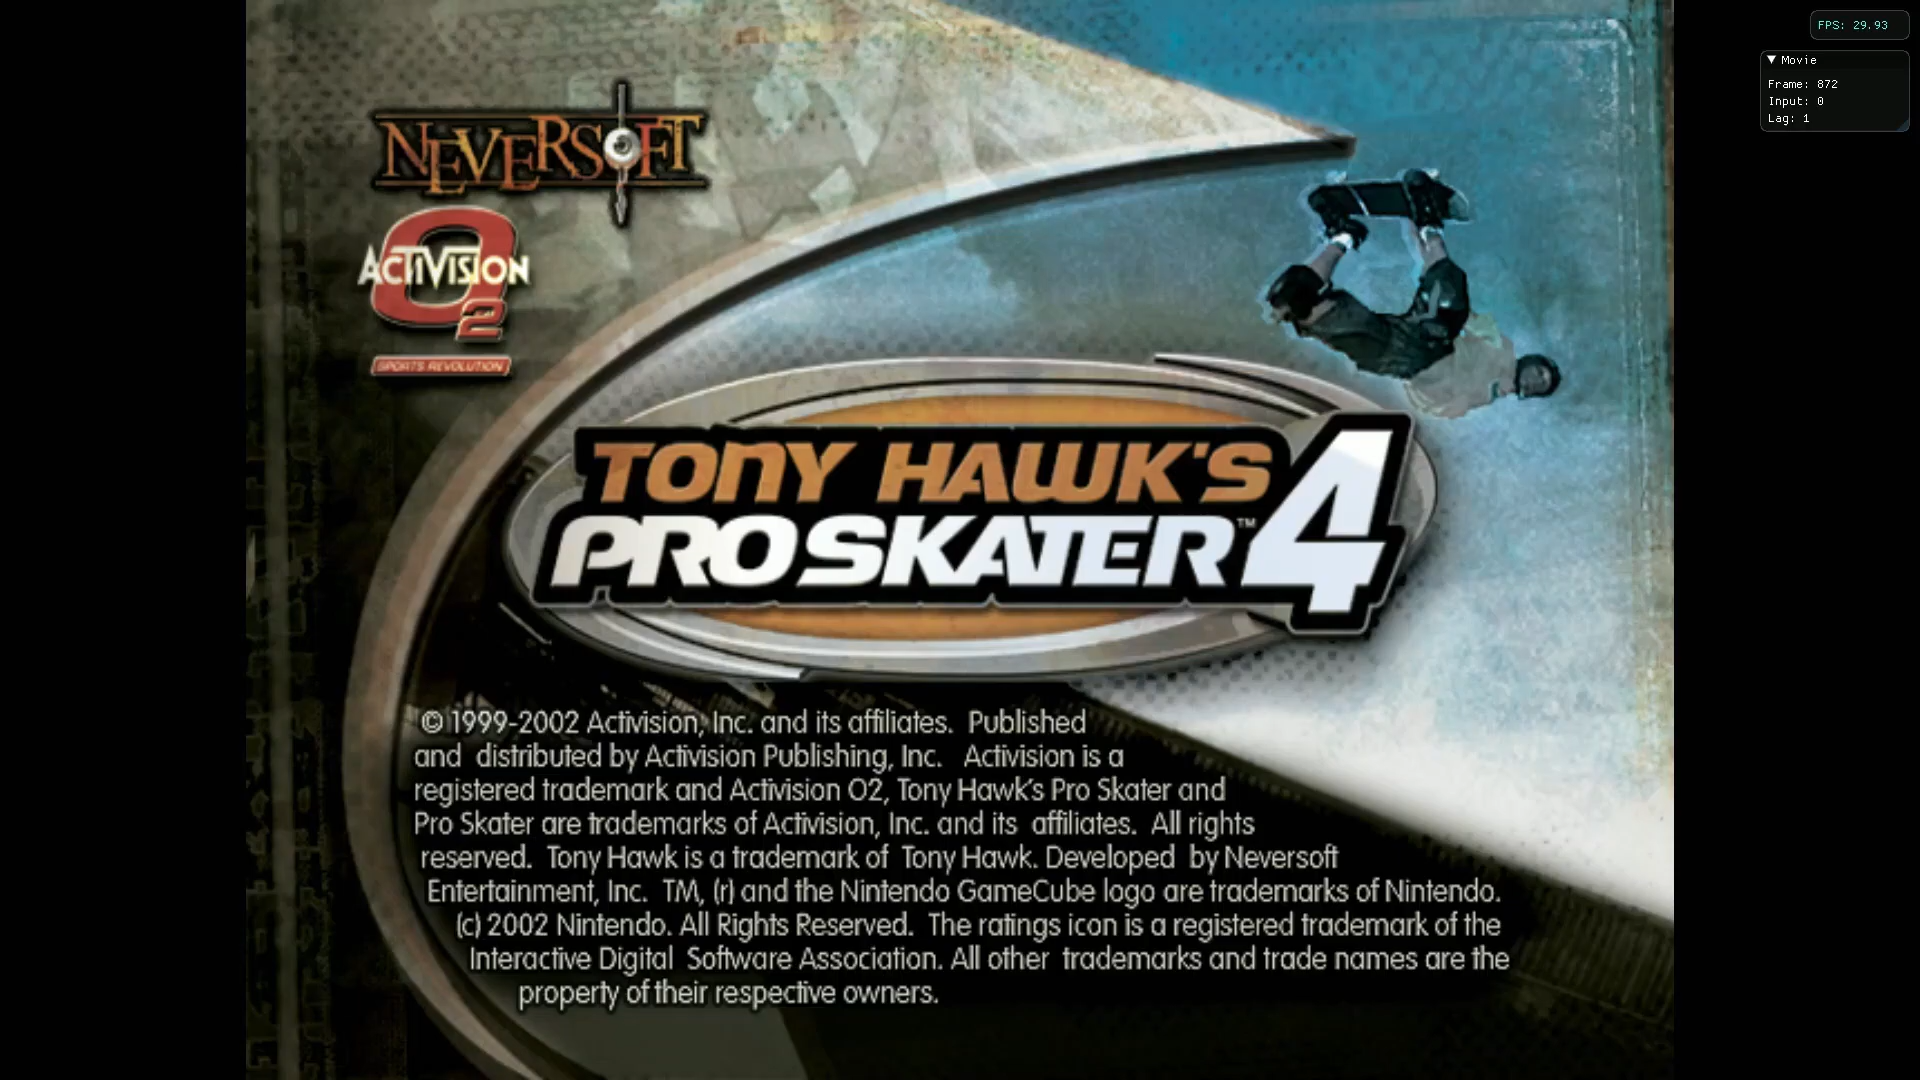 FPS: 29.93
Movie
Frame: 872
Input: 0
Lag: 1
NEVERSOFT
ACTIVISION
O2
SPORTS REVOLUTION
TONY HAWK'S
PRO SKATER™ 4
© 1999-2002 Activision, Inc. and its affiliates. Published
and distributed by Activision Publishing, Inc. Activision is a
registered trademark and Activision O2, Tony Hawk's Pro Skater and
Pro Skater are trademarks of Activision, Inc. and its affiliates. All rights
reserved. Tony Hawk is a trademark of Tony Hawk. Developed by Neversoft
Entertainment, Inc. TM, (r) and the Nintendo GameCube logo are trademarks of Nintendo.
(c) 2002 Nintendo. All Rights Reserved. The ratings icon is a registered trademark of the
Interactive Digital Software Association. All other trademarks and trade names are the
property of their respective owners.